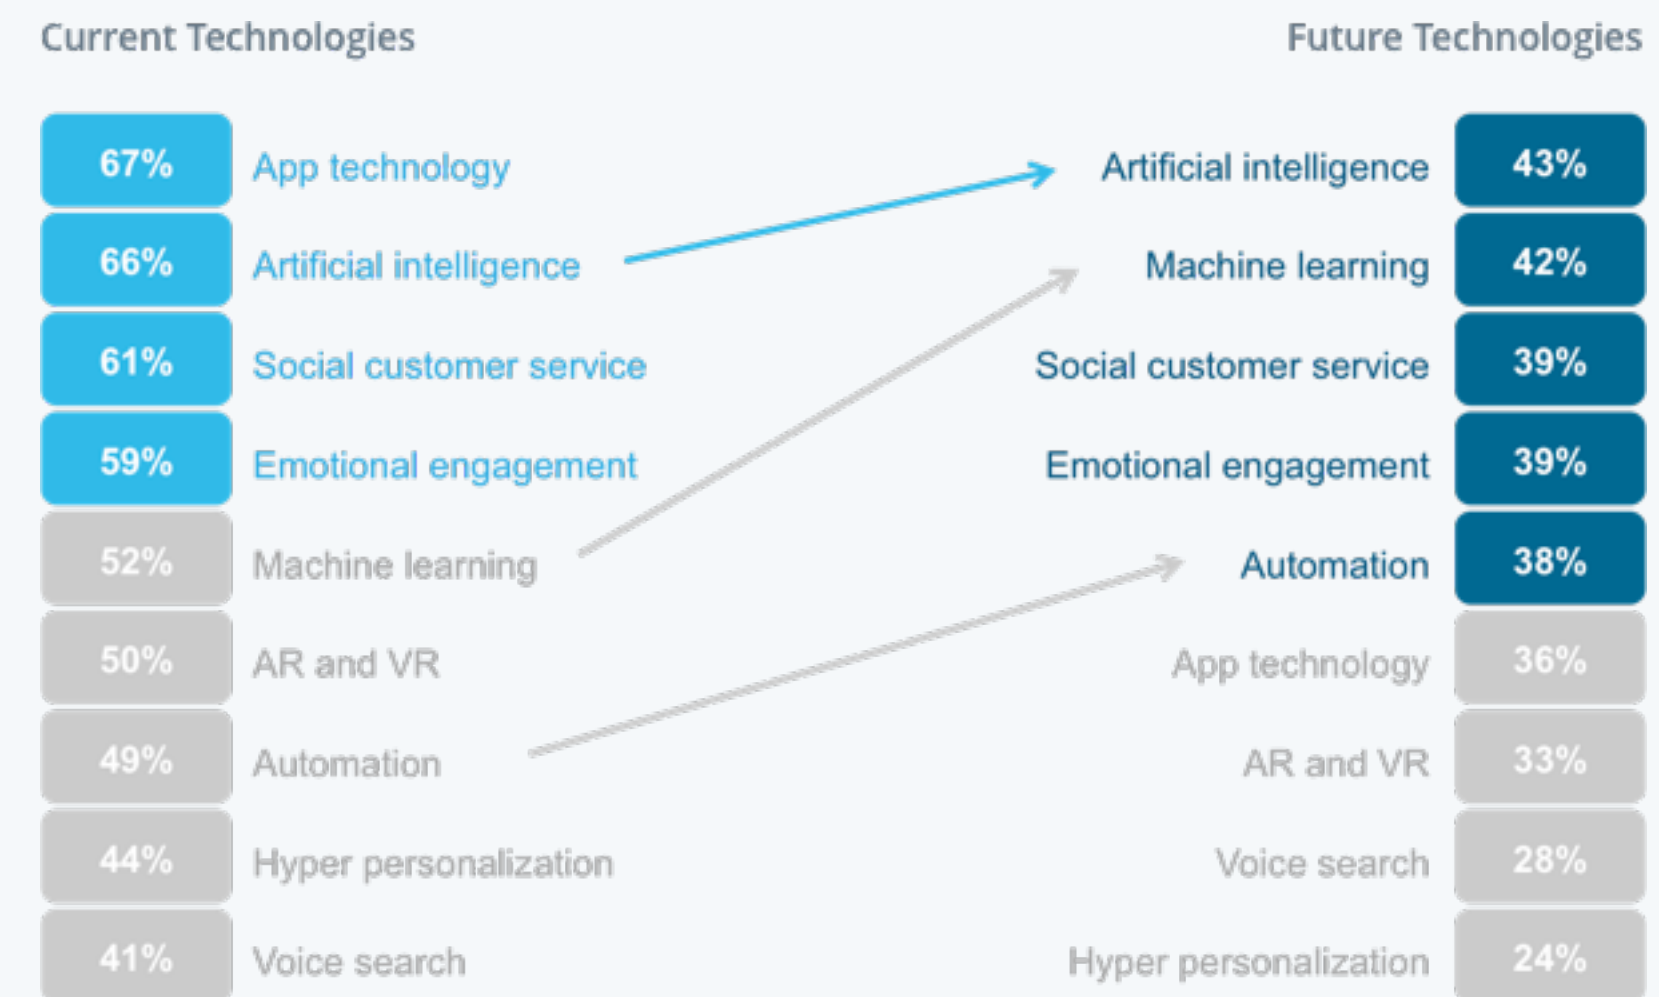 Current Technologies Future Technologies
67% App technology Artificial intelligence 43%
66% Artificial intelligence Machine learning 42%
61% Social customer service Social customer service 39%
59% Emotional engagement Emotional engagement 39%
52% Machine learning Automation 38%
50% AR and VR App technology 36%
49% Automation AR and VR 33%
44% Hyper personalization Voice search 28%
41% Voice search Hyper personalization 24%